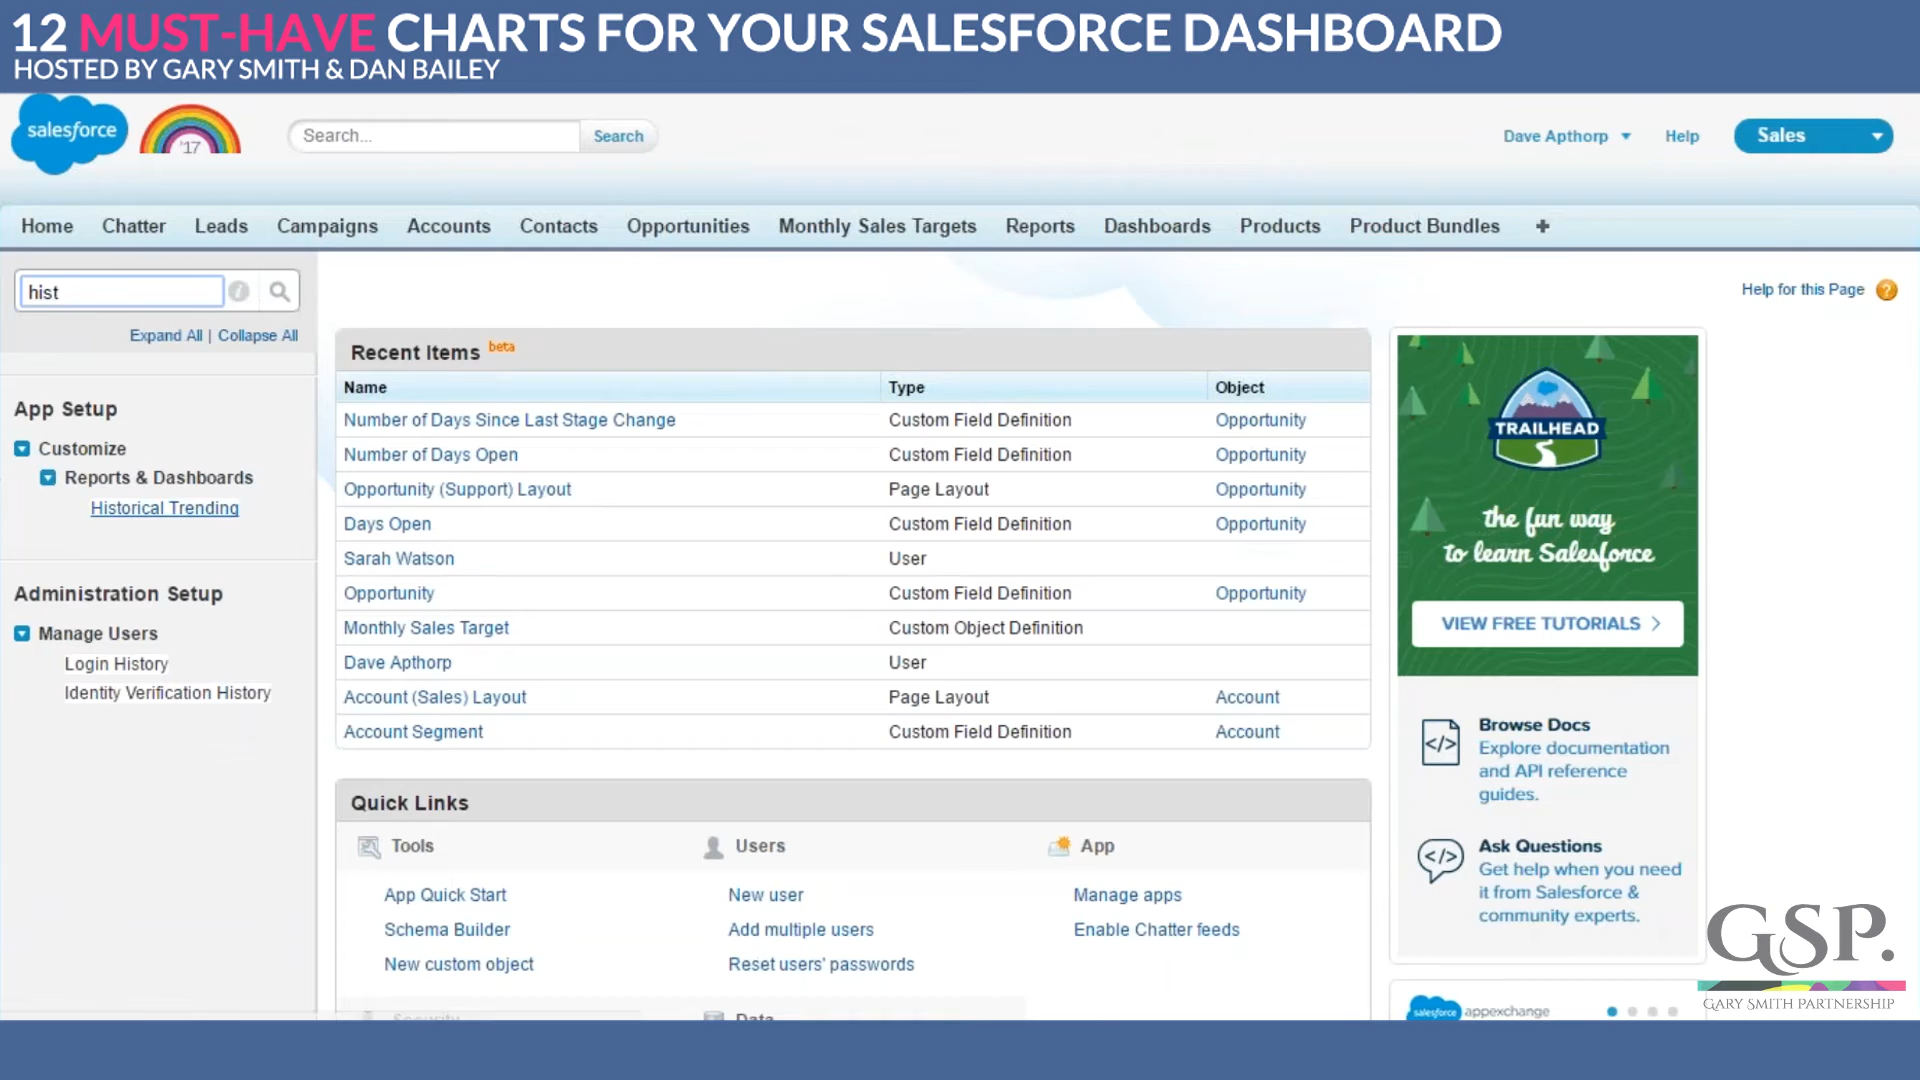 12 MUST-HAVE CHARTS FOR YOUR SALESFORCE DASHBOARD
HOSTED BY GARY SMITH & DAN BAILEY
salesforce
'17
Search...
Search
Dave Apthorp
Help
Sales
Home
Chatter
Leads
Campaigns
Accounts
Contacts
Opportunities
Monthly Sales Targets
Reports
Dashboards
Products
Product Bundles
+
hist
i
Expand All | Collapse All
App Setup
Customize
Reports & Dashboards
Historical Trending
Administration Setup
Manage Users
Login History
Identity Verification History
Help for this Page
?
Recent Items beta
Name Type Object
Number of Days Since Last Stage Change Custom Field Definition Opportunity
Number of Days Open Custom Field Definition Opportunity
Opportunity (Support) Layout Page Layout Opportunity
Days Open Custom Field Definition Opportunity
Sarah Watson User
Opportunity Custom Field Definition Opportunity
Monthly Sales Target Custom Object Definition
Dave Apthorp User
Account (Sales) Layout Page Layout Account
Account Segment Custom Field Definition Account
Quick Links
Tools Users App
App Quick Start New user Manage apps
Schema Builder Add multiple users Enable Chatter feeds
New custom object Reset users' passwords
Security Data
TRAILHEAD
the fun way
to learn Salesforce
VIEW FREE TUTORIALS >
</>
Browse Docs
Explore documentation
and API reference
guides.
</>
Ask Questions
Get help when you need
it from Salesforce &
community experts.
salesforce appexchange
GSP.
GARY SMITH PARTNERSHIP